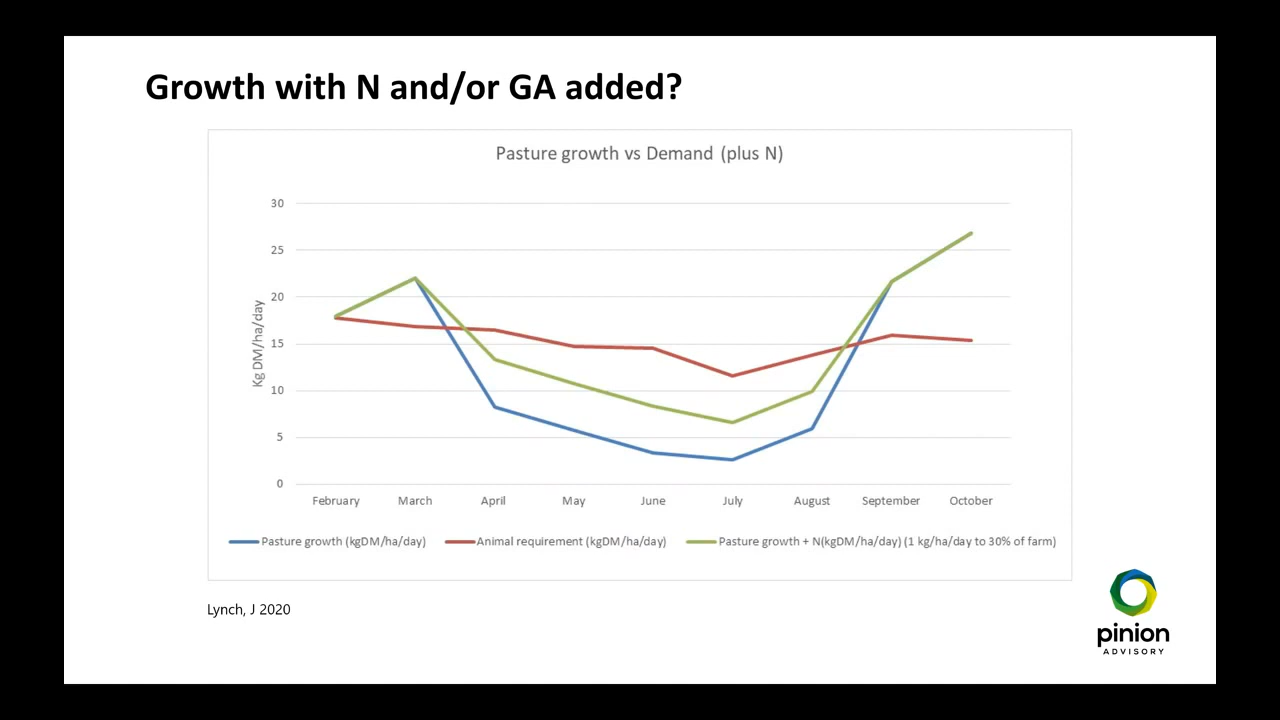 Growth with N and/or GA added?
Pasture growth vs Demand (plus N)
30
25
20
15
10
5
0
Kg DM/ha/day
February March April May June July August September October
Pasture growth (kgDM/ha/day) Animal requirement (kgDM/ha/day) Pasture growth + N(kgDM/ha/day) (1 kg/ha/day to 30% of farm)
Lynch, J 2020
pinion
ADVISORY